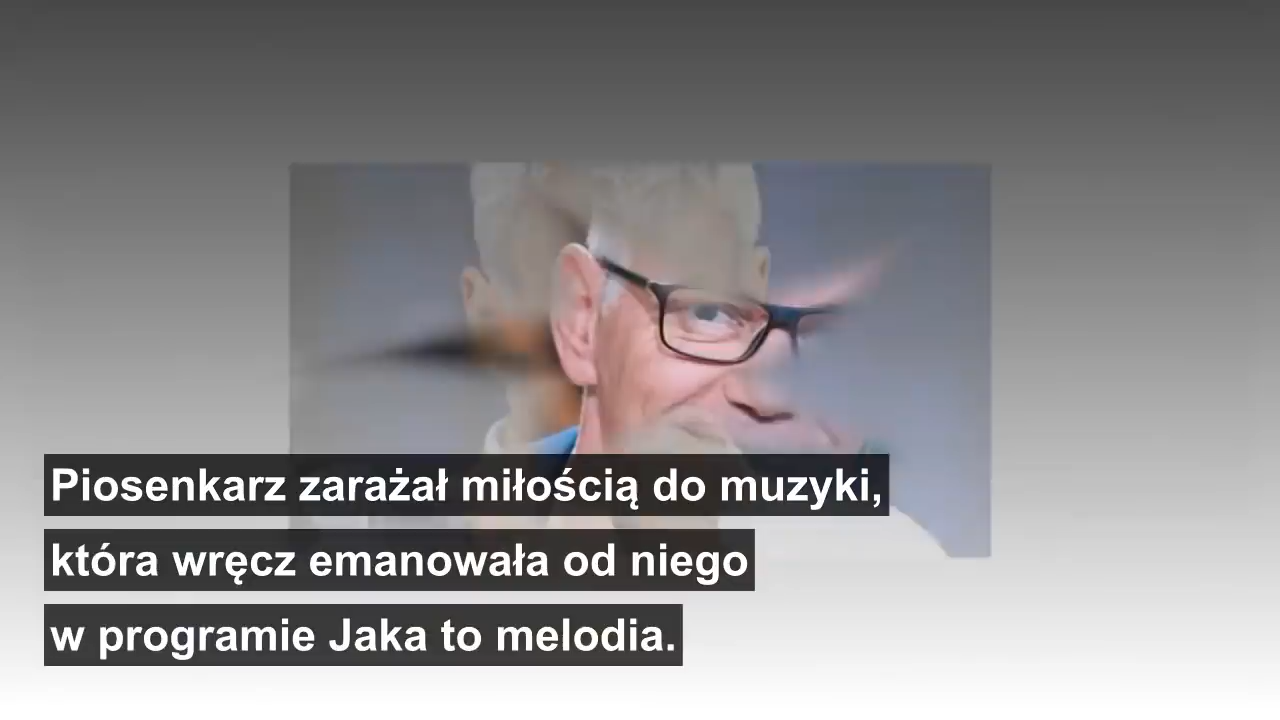 Piosenkarz zarażał miłością do muzyki,
która wręcz emanowała od niego
w programie Jaka to melodia.